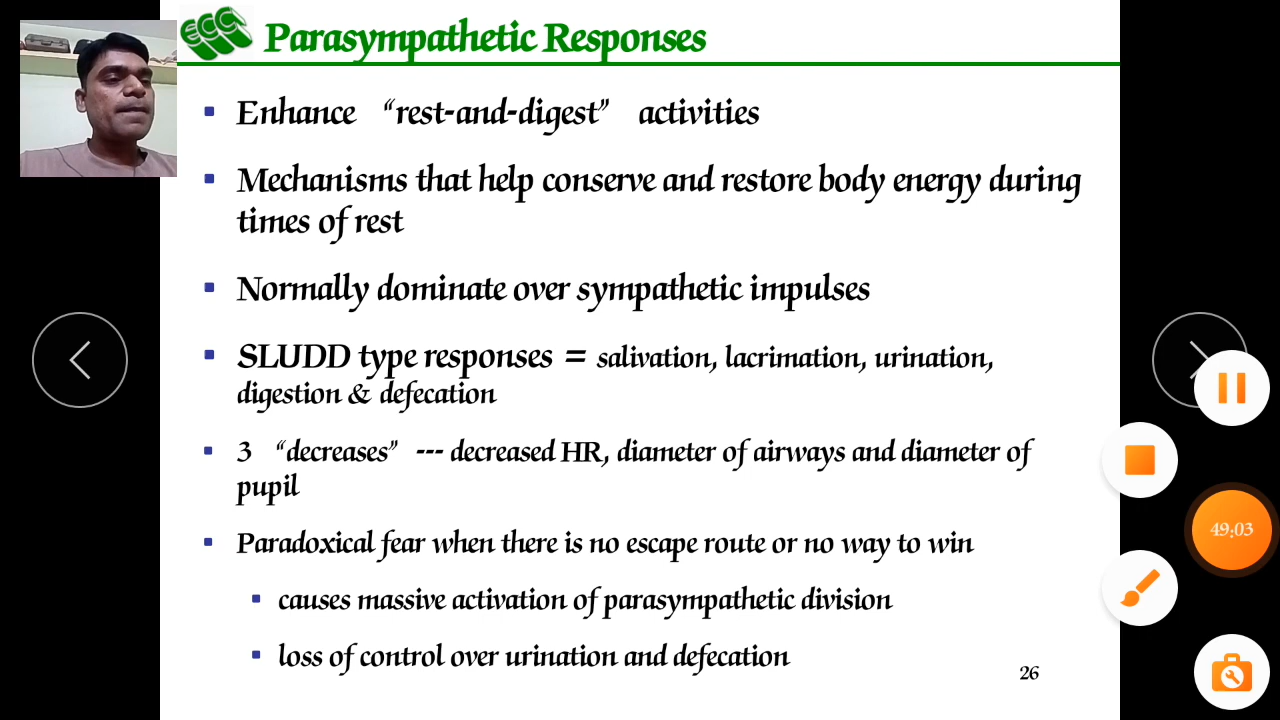 ECC
Parasympathetic Responses
▪ Enhance “rest-and-digest” activities
▪ Mechanisms that help conserve and restore body energy during
times of rest
▪ Normally dominate over sympathetic impulses
▪ SLUDD type responses = salivation, lacrimation, urination,
digestion & defecation
▪ 3 “decreases” --- decreased HR, diameter of airways and diameter of
pupil
▪ Paradoxical fear when there is no escape route or no way to win
▪ causes massive activation of parasympathetic division
▪ loss of control over urination and defecation
26
49:03